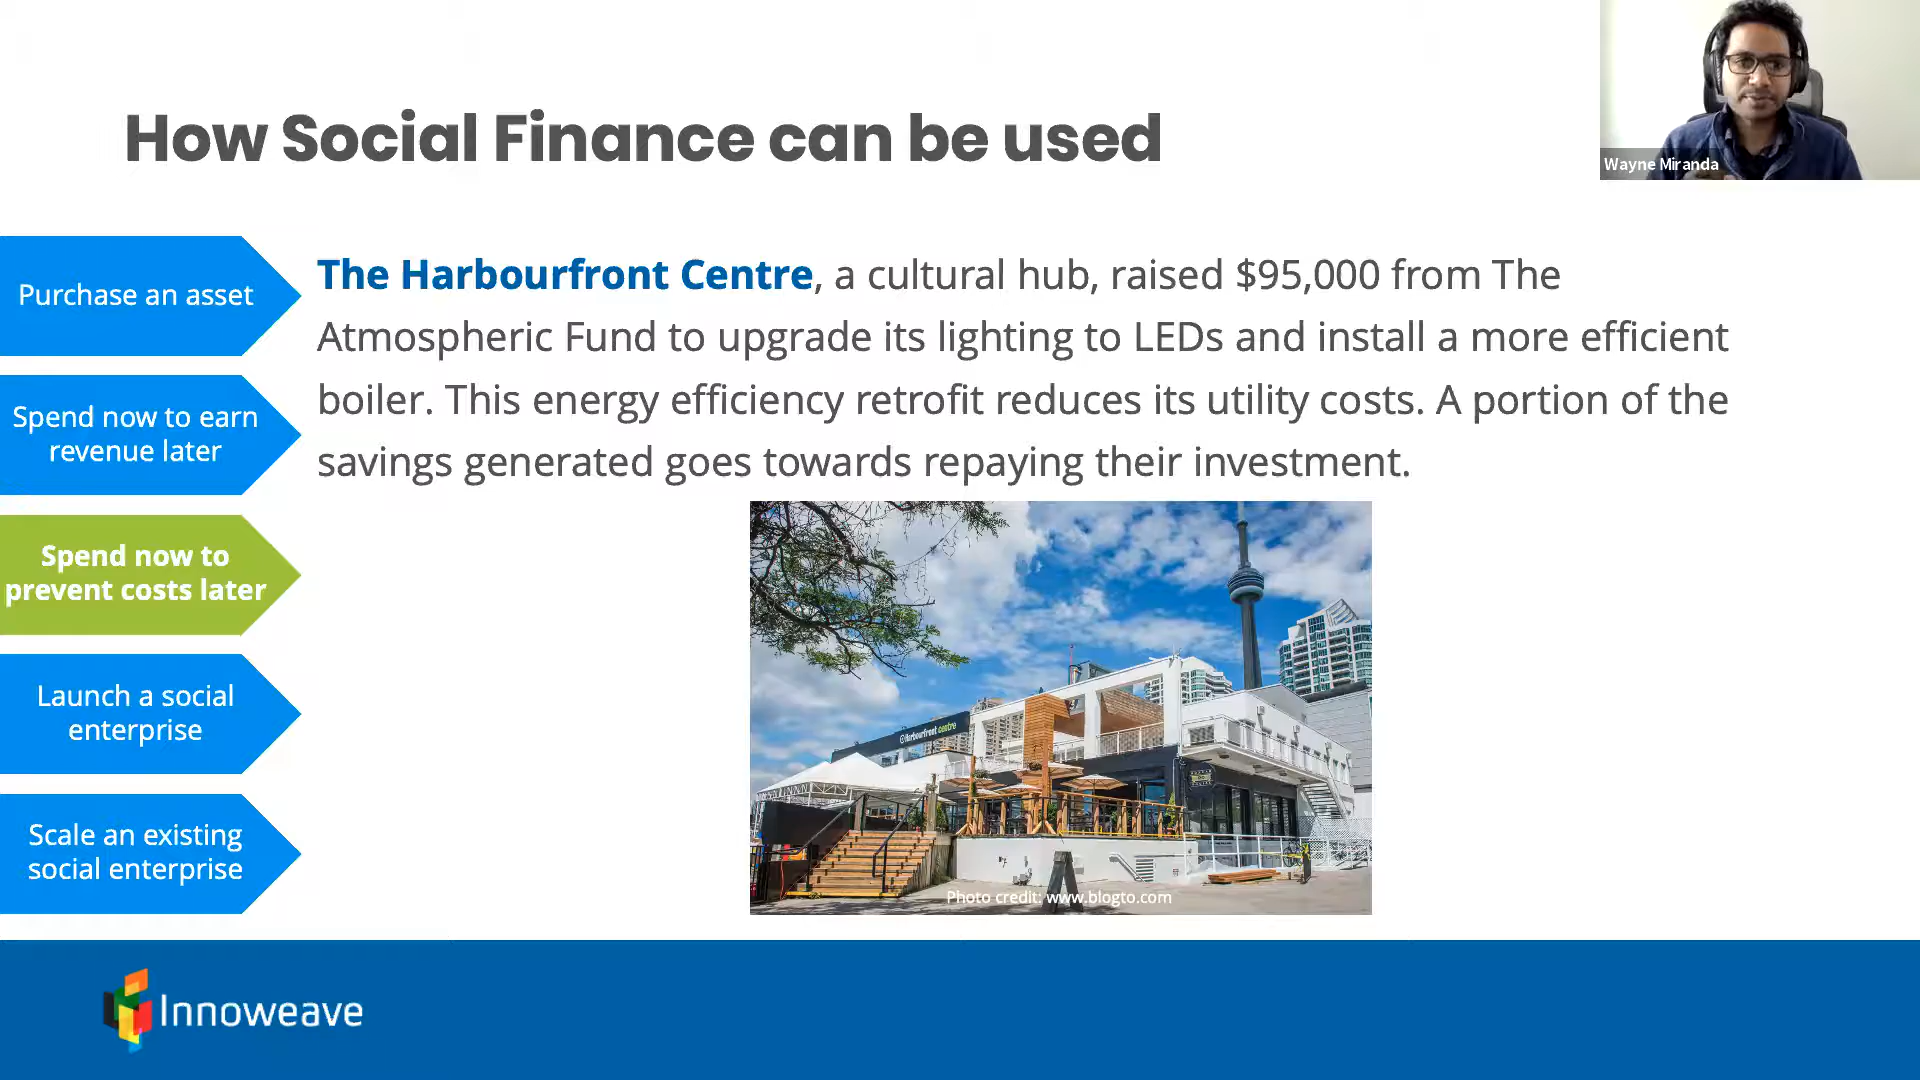 How Social Finance can be used
Wayne Miranda
Purchase an asset
Spend now to earn
revenue later
Spend now to
prevent costs later
Launch a social
enterprise
Scale an existing
social enterprise
The Harbourfront Centre, a cultural hub, raised $95,000 from The
Atmospheric Fund to upgrade its lighting to LEDs and install a more efficient
boiler. This energy efficiency retrofit reduces its utility costs. A portion of the
savings generated goes towards repaying their investment.
Harbourfront centre
Photo credit: www.blogto.com
Innoweave